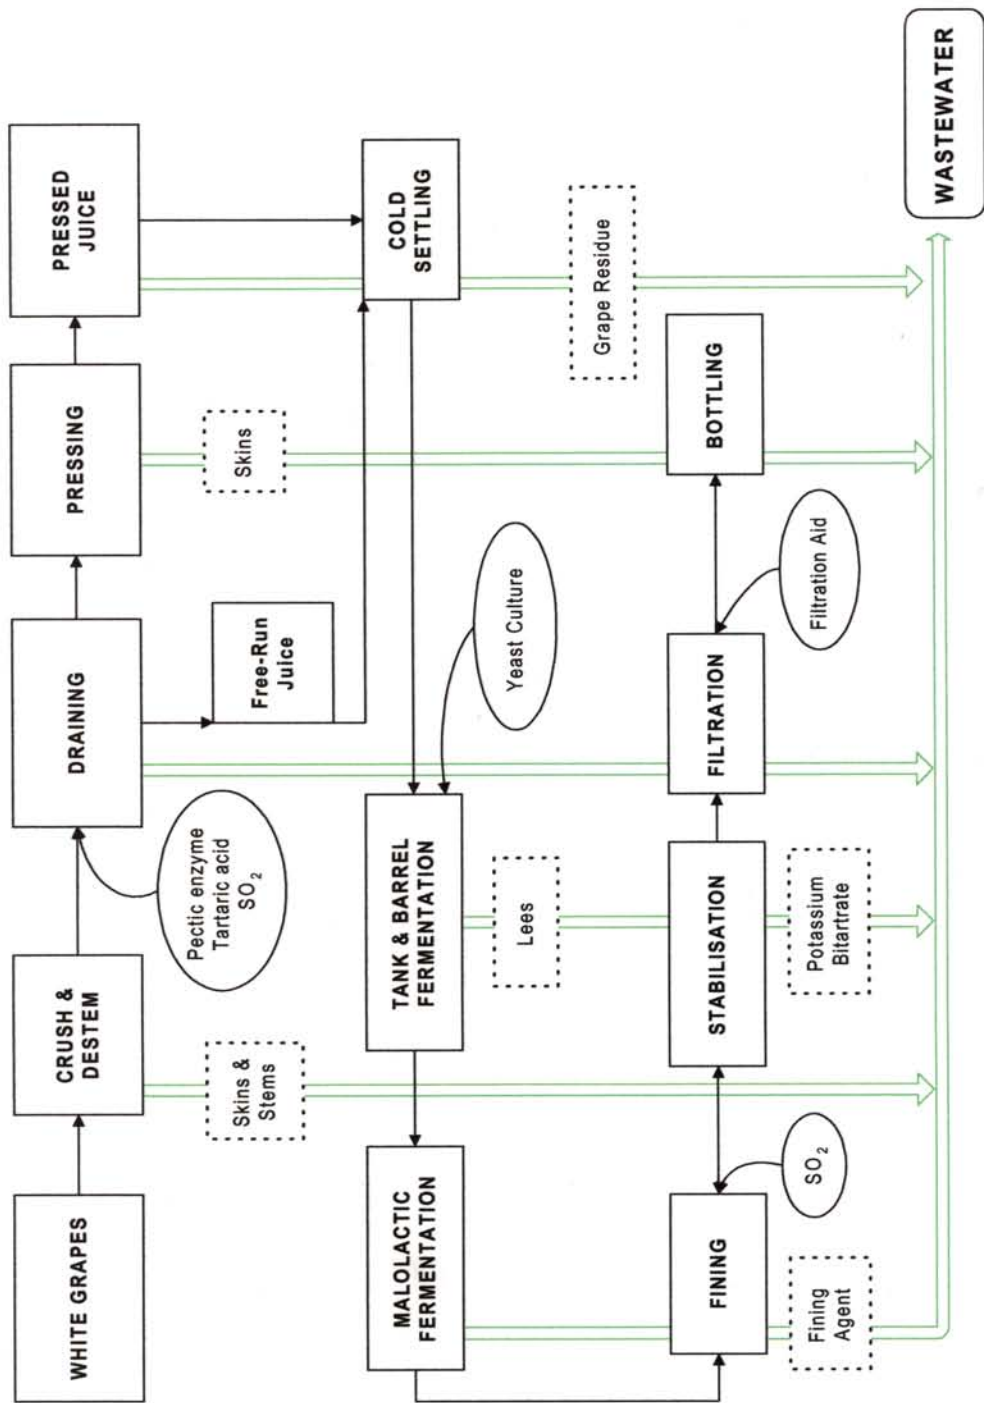 WHITE GRAPES
CRUSH &
DESTEM
DRAINING
PRESSING
PRESSED
JUICE
Pectic enzyme
Tartaric acid
SO₂
Skins &
Stems
Free-Run
Juice
Skins
MALOLACTIC
FERMENTATION
TANK & BARREL
FERMENTATION
COLD
SETTLING
Yeast Culture
Lees
Grape Residue
FINING
STABILISATION
FILTRATION
BOTTLING
SO₂
Filtration Aid
Fining
Agent
Potassium
Bitartrate
WASTEWATER